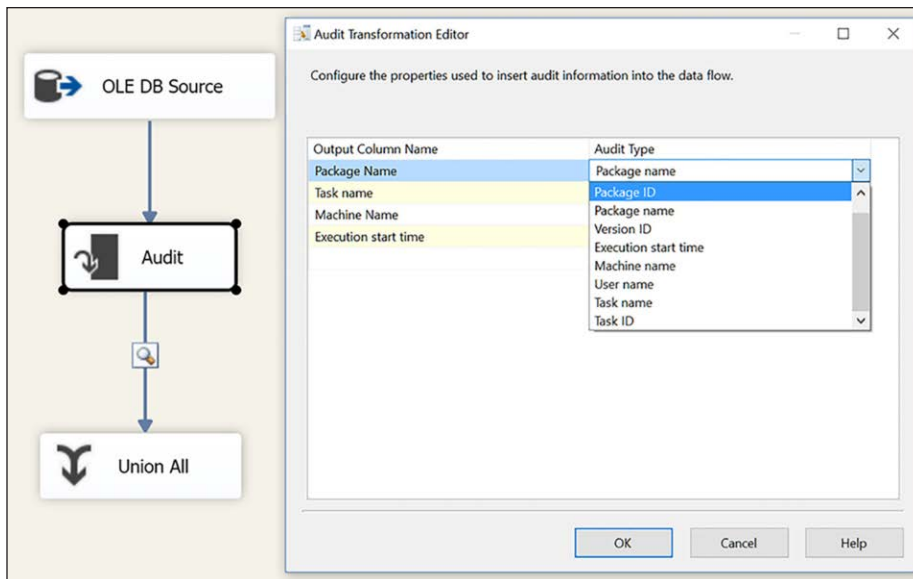 OLE DB Source
Audit
Union All
Audit Transformation Editor
Configure the properties used to insert audit information into the data flow.
Output Column Name Audit Type
Package Name Package name
Task name
Machine Name
Execution start time
Package ID
Package name
Version ID
Execution start time
Machine name
User name
Task name
Task ID
OK Cancel Help